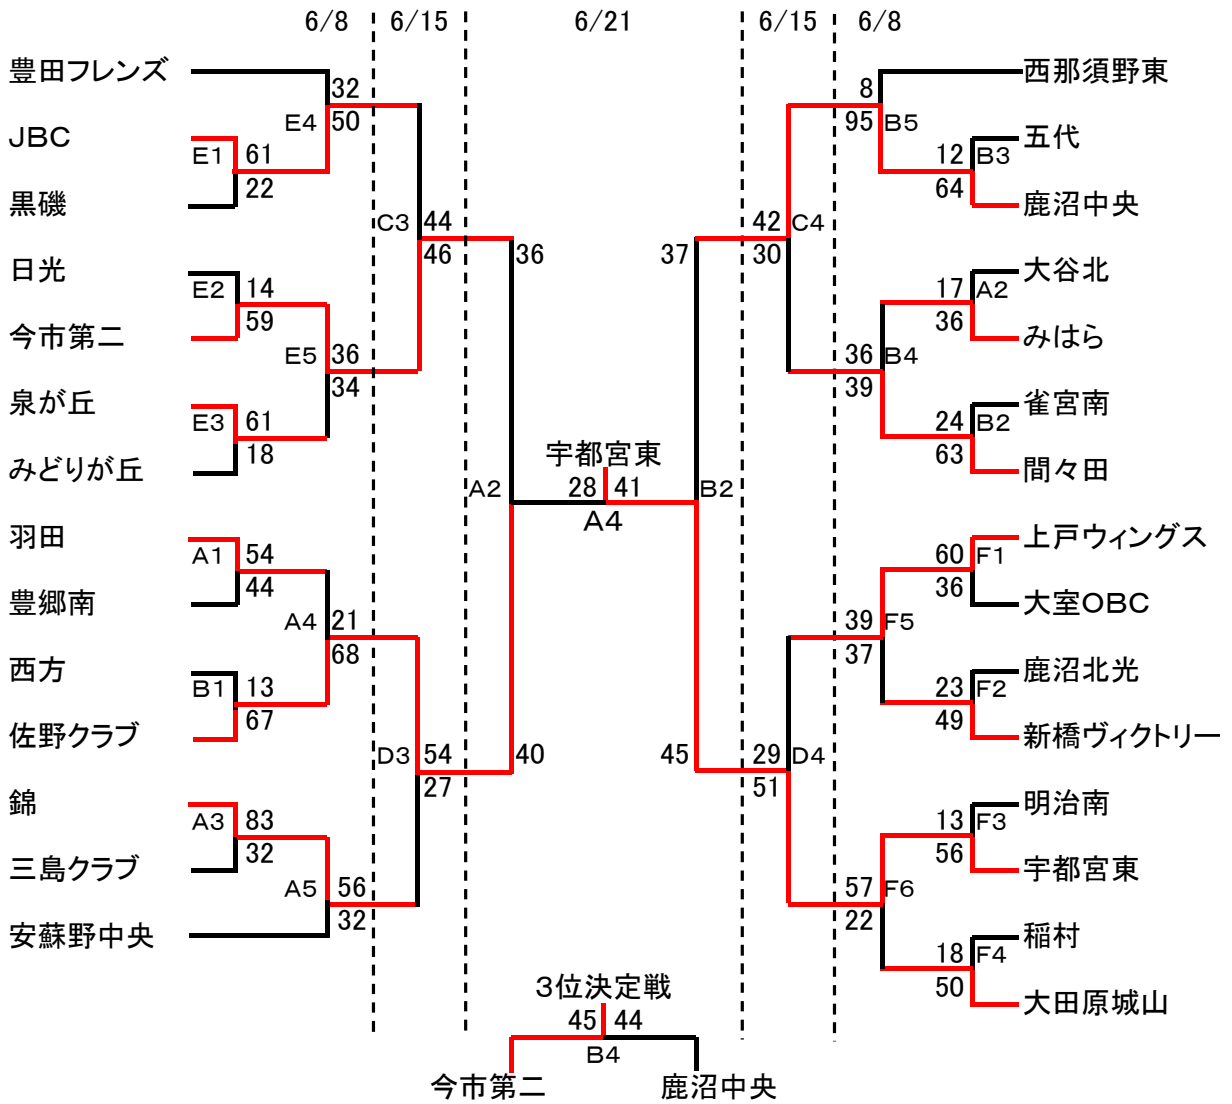 6/8 6/15 6/21 6/15 6/8
豊田フレンズ
32
E4
50
JBC
E1
61
22
黒磯
C3
44
46
日光
E2
14
59
今市第二
E5
36
34
泉が丘
E3
61
18
みどりが丘
羽田
A1
54
44
豊郷南
A4
21
68
西方
B1
13
67
佐野クラブ
D3
54
27
錦
A3
83
32
三島クラブ
A5
56
32
安蘇野中央
36
A2
40
宇都宮東
28 41
A4
37
B2
45
西那須野東
8
95
B5
五代
12
B3
64
鹿沼中央
42
C4
30
大谷北
17
A2
36
みはら
36
B4
39
雀宮南
24
B2
63
間々田
上戸ウィングス
60
F1
36
大室OBC
39
F5
37
鹿沼北光
23
F2
49
新橋ヴィクトリー
29
D4
51
明治南
13
F3
56
宇都宮東
57
F6
22
稲村
18
F4
50
大田原城山
3位決定戦
45 44
B4
今市第二 鹿沼中央